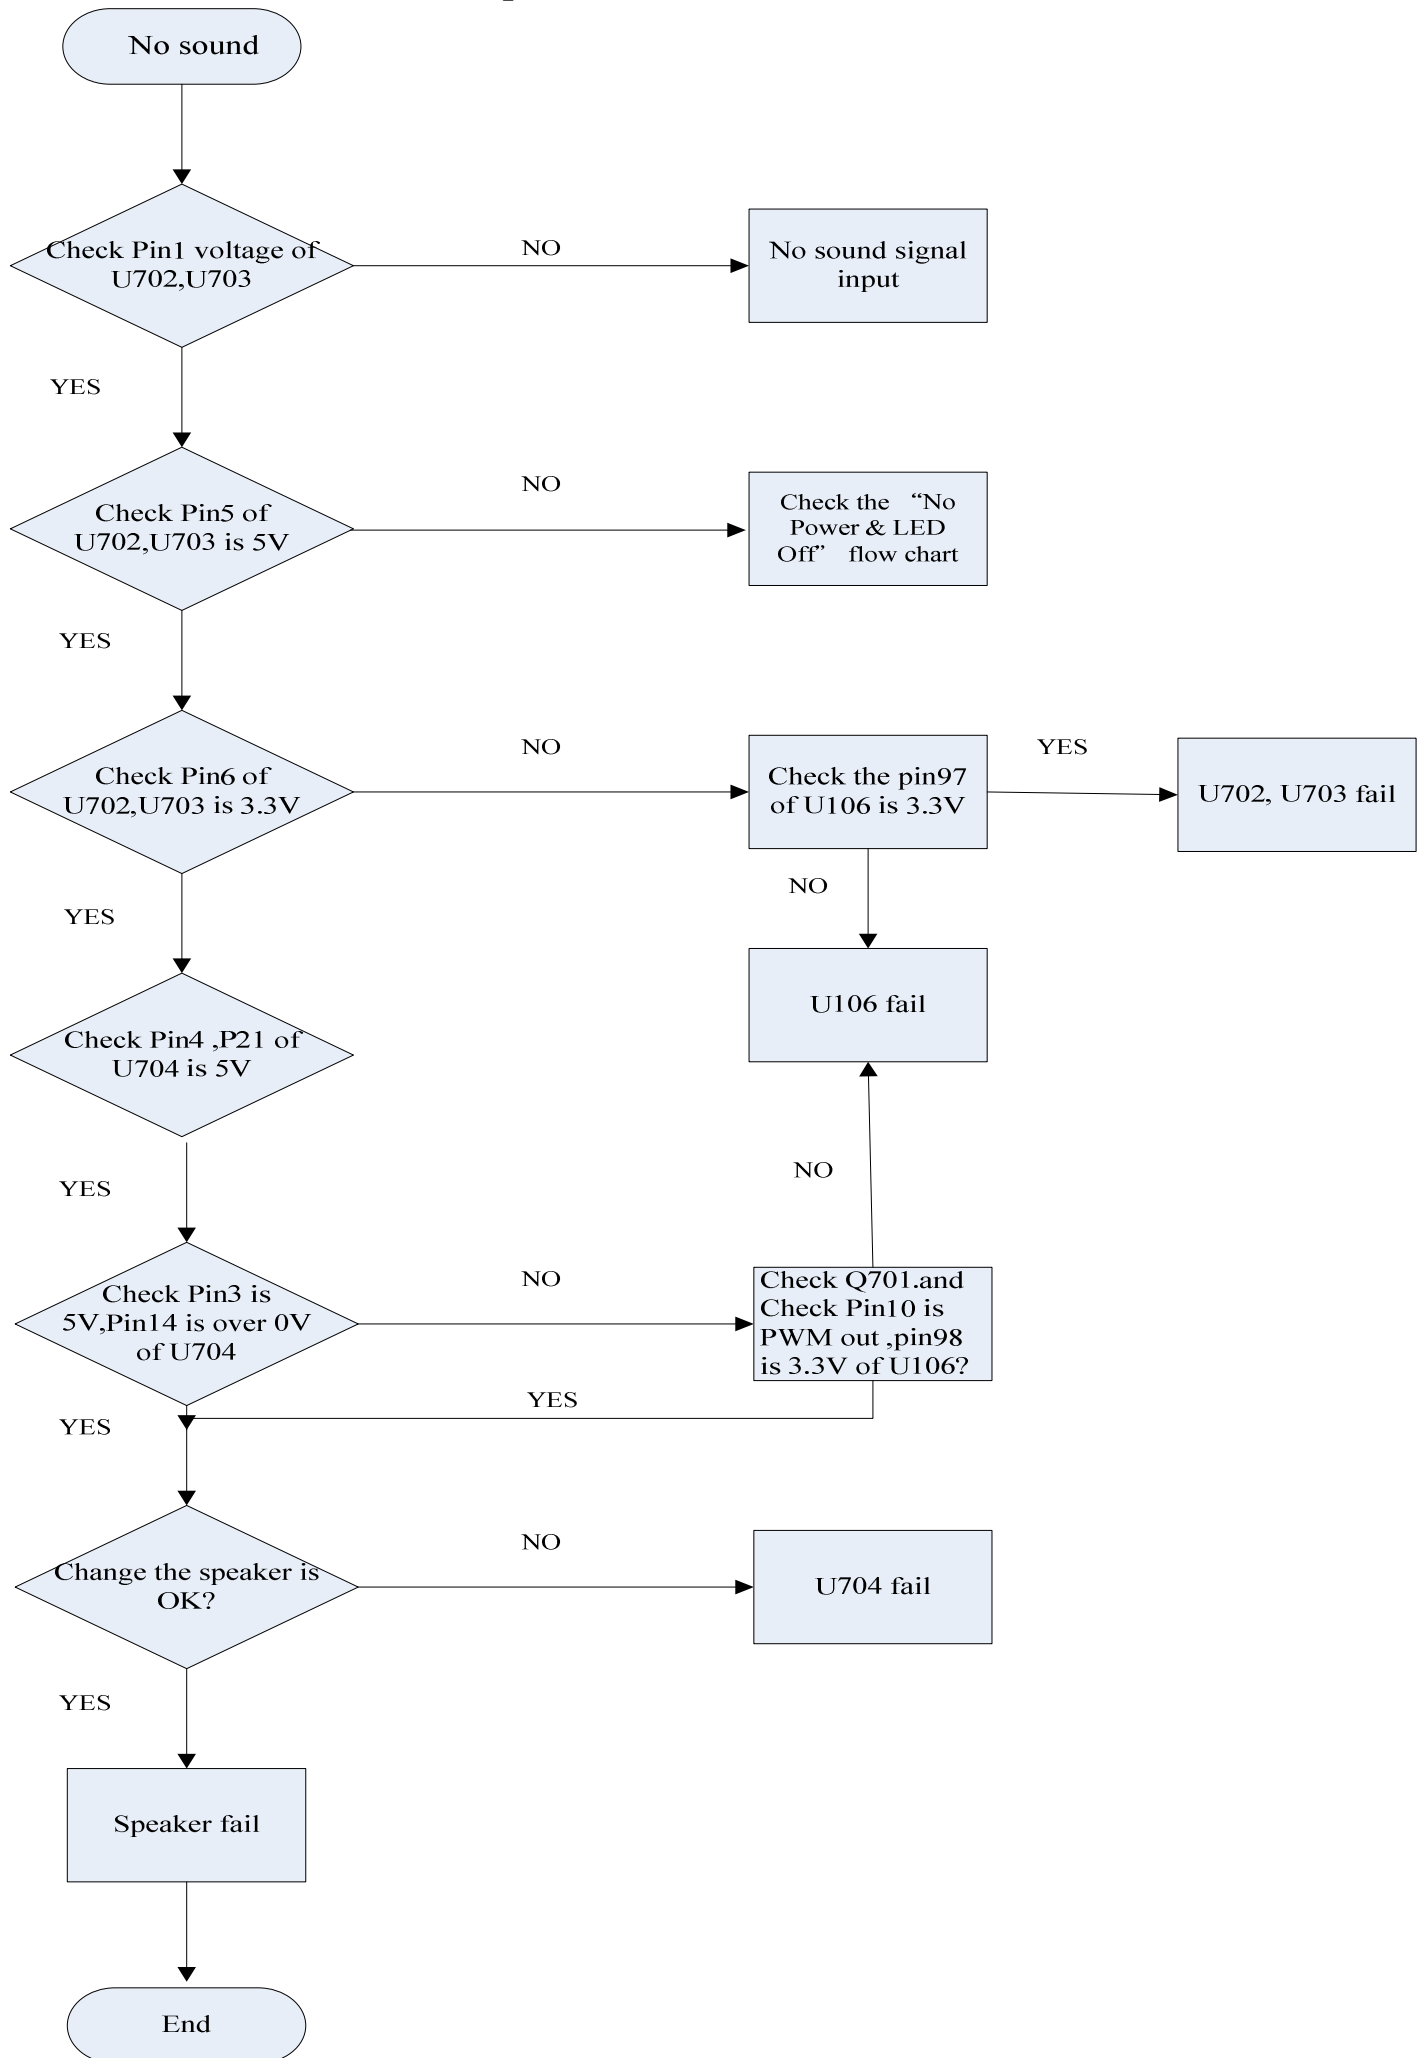 No sound
Check Pin1 voltage of
U702,U703
NO
No sound signal
input
YES
Check Pin5 of
U702,U703 is 5V
NO
Check the “No
Power & LED
Off” flow chart
YES
Check Pin6 of
U702,U703 is 3.3V
NO
Check the pin97
of U106 is 3.3V
YES
U702, U703 fail
NO
U106 fail
YES
Check Pin4 ,P21 of
U704 is 5V
NO
YES
Check Pin3 is
5V,Pin14 is over 0V
of U704
NO
Check Q701.and
Check Pin10 is
PWM out ,pin98
is 3.3V of U106?
YES
YES
Change the speaker is
OK?
NO
U704 fail
YES
Speaker fail
End